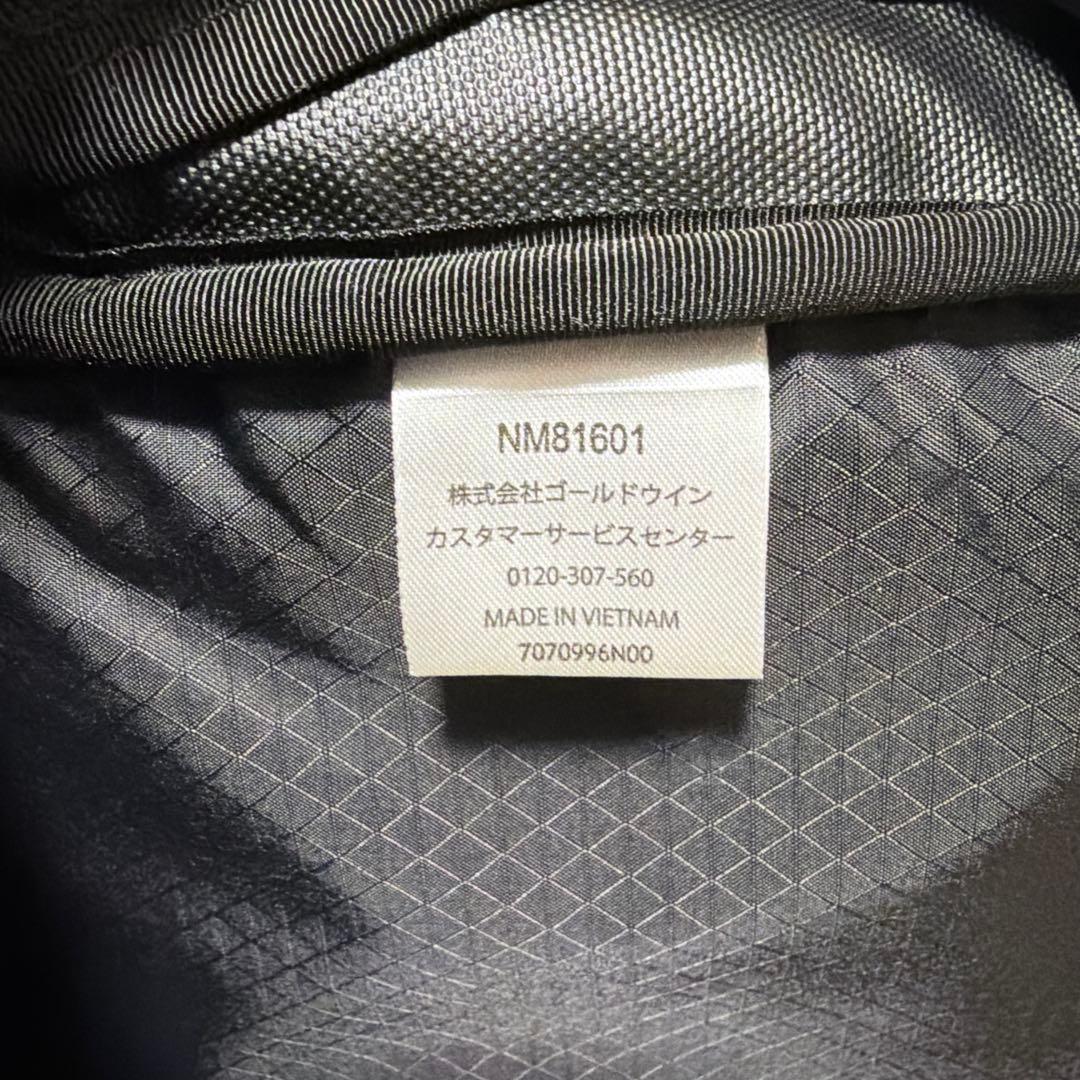 NM81601
株式会社ゴールドウイン
カスタマーサービスセンター
0120-307-560
MADE IN VIETNAM
7070996N00